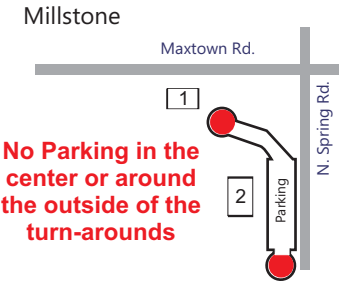 Millstone
Maxtown Rd.
N. Spring Rd.
1
No Parking in the
center or around
the outside of the
turn-arounds
2
Parking